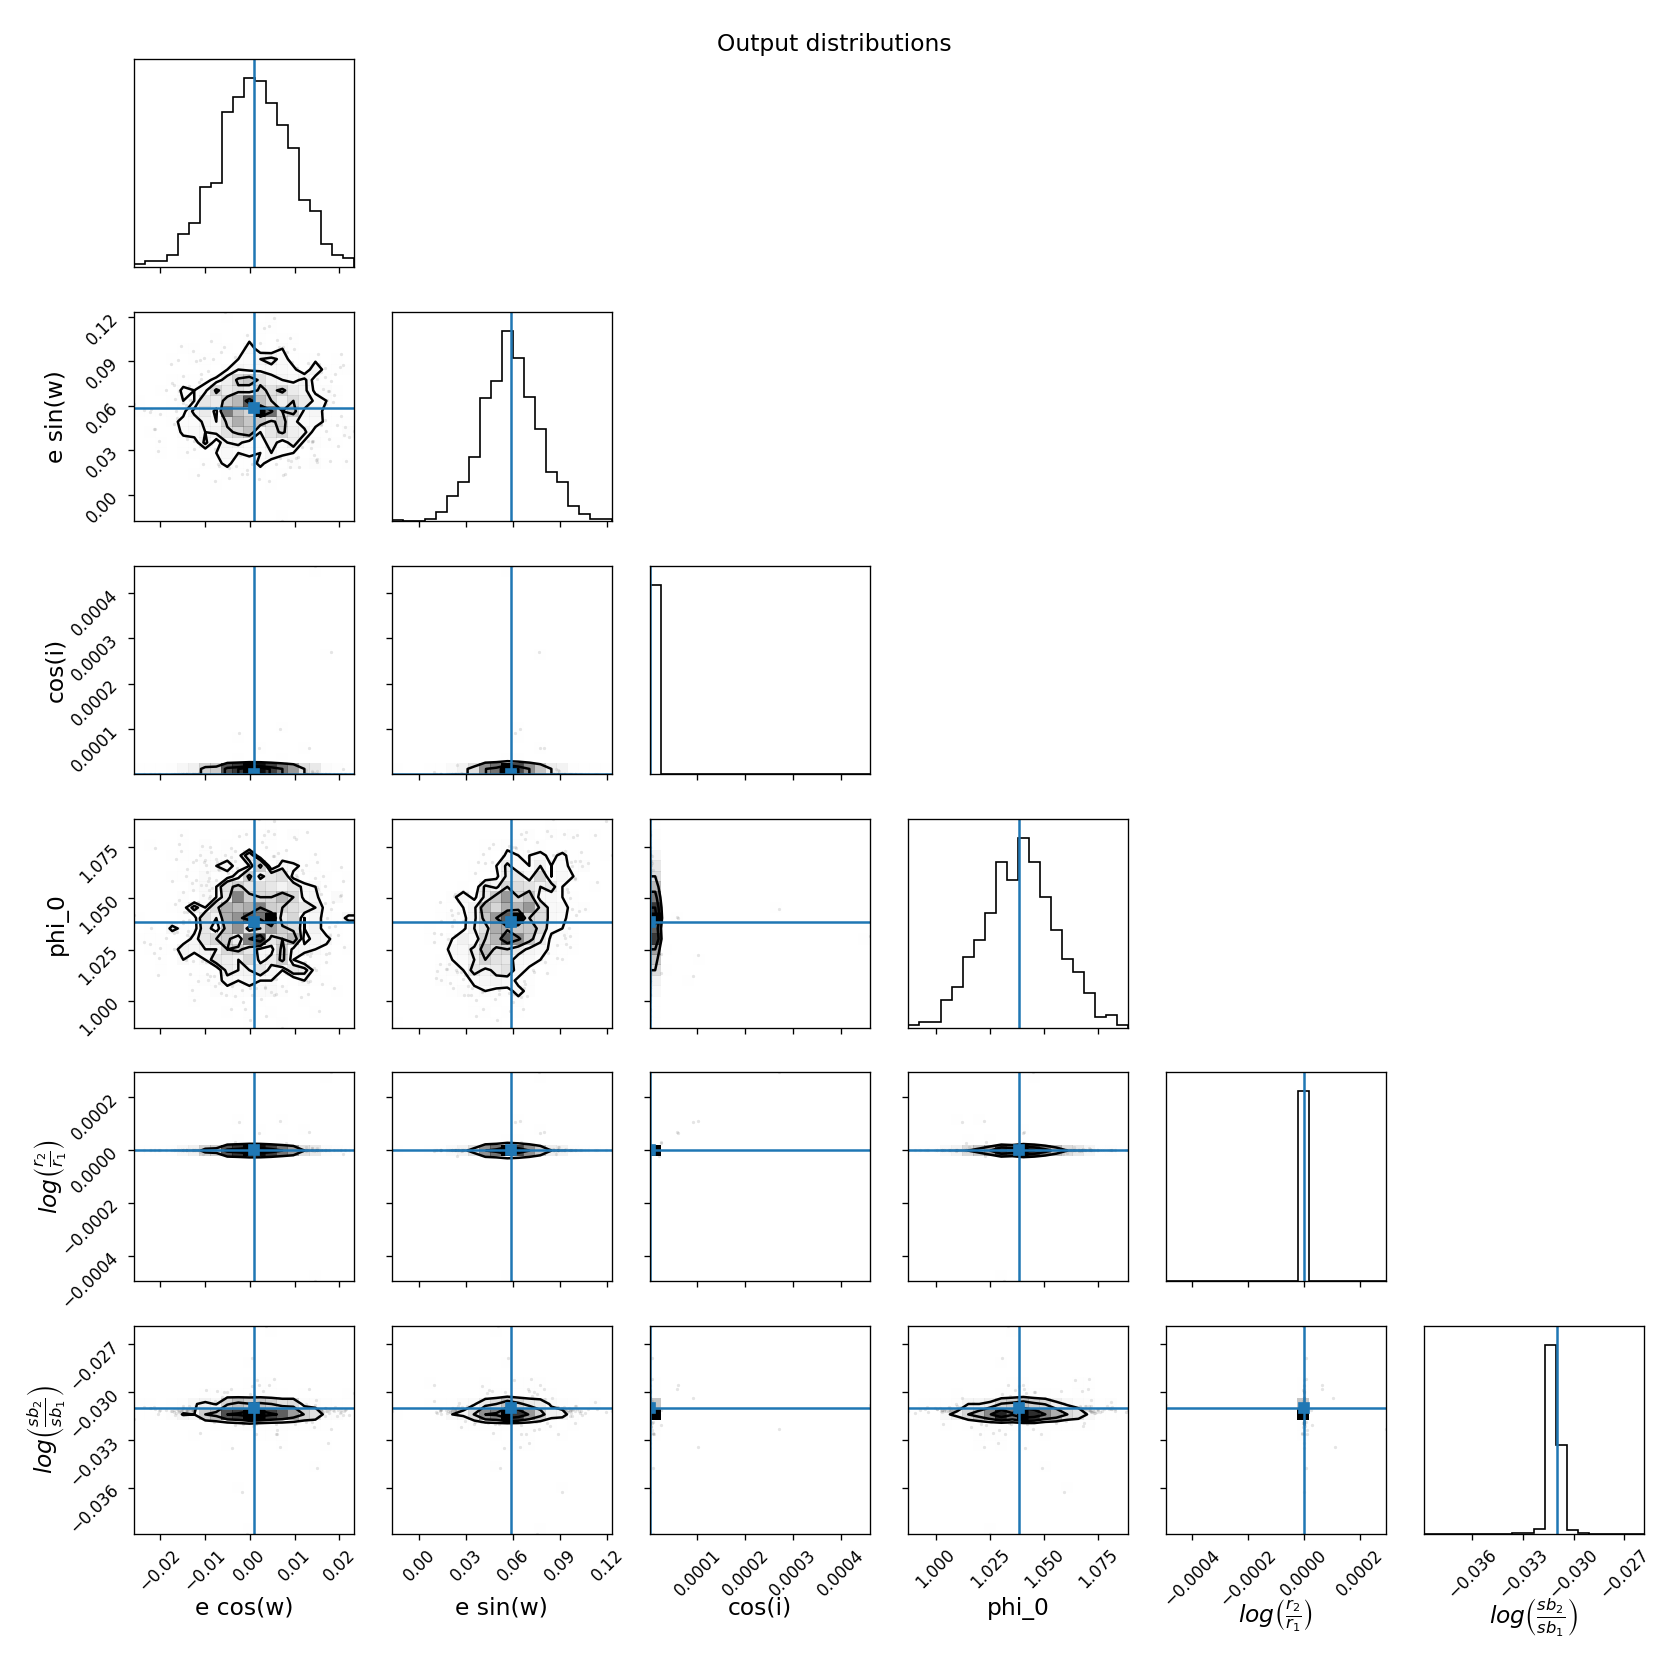 Output distributions
0.12
0.09
0.06
0.03
0.00
e sin(w)
0.0004
0.0003
0.0002
0.0001
cos(i)
1.075
1.050
1.025
1.000
phi_0
0.0002
0.0000
−0.0002
−0.0004
log(r2/r1)
−0.027
−0.030
−0.033
−0.036
log(sb2/sb1)
−0.02 −0.01 0.00 0.01 0.02 0.00 0.03 0.06 0.09 0.12 0.0001 0.0002 0.0003 0.0004 1.000 1.025 1.050 1.075 −0.0004 −0.0002 0.0000 0.0002 −0.036 −0.033 −0.030 −0.027
e cos(w) e sin(w) cos(i) phi_0 log(r2/r1) log(sb2/sb1)